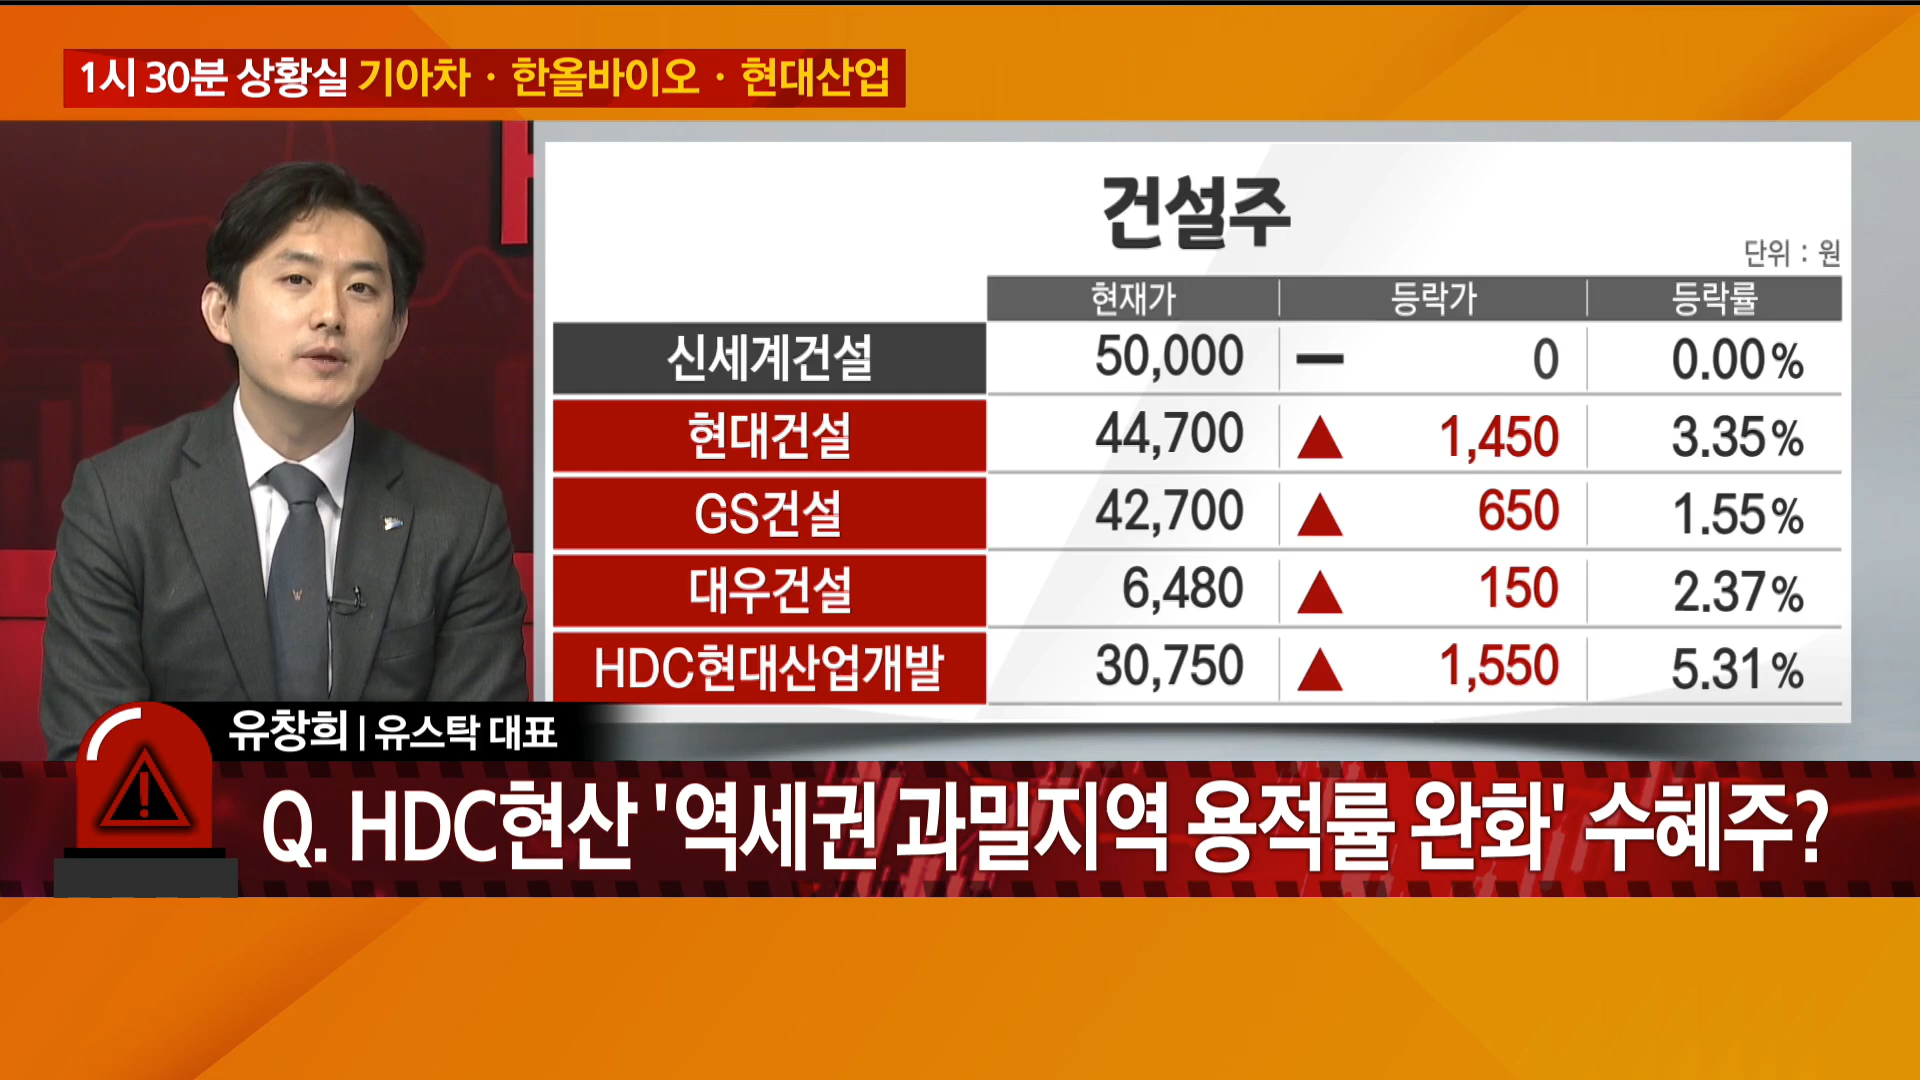 1시 30분 상황실 기아차 · 한올바이오 · 현대산업
건설주
단위 : 원
현재가 등락가 등락률
신세계건설 50,000 0 0.00%
현대건설 44,700 ▲ 1,450 3.35%
GS건설 42,700 ▲ 650 1.55%
대우건설 6,480 ▲ 150 2.37%
HDC현대산업개발 30,750 ▲ 1,550 5.31%
유창희 | 유스탁 대표
Q. HDC현산 '역세권 과밀지역 용적률 완화' 수혜주?